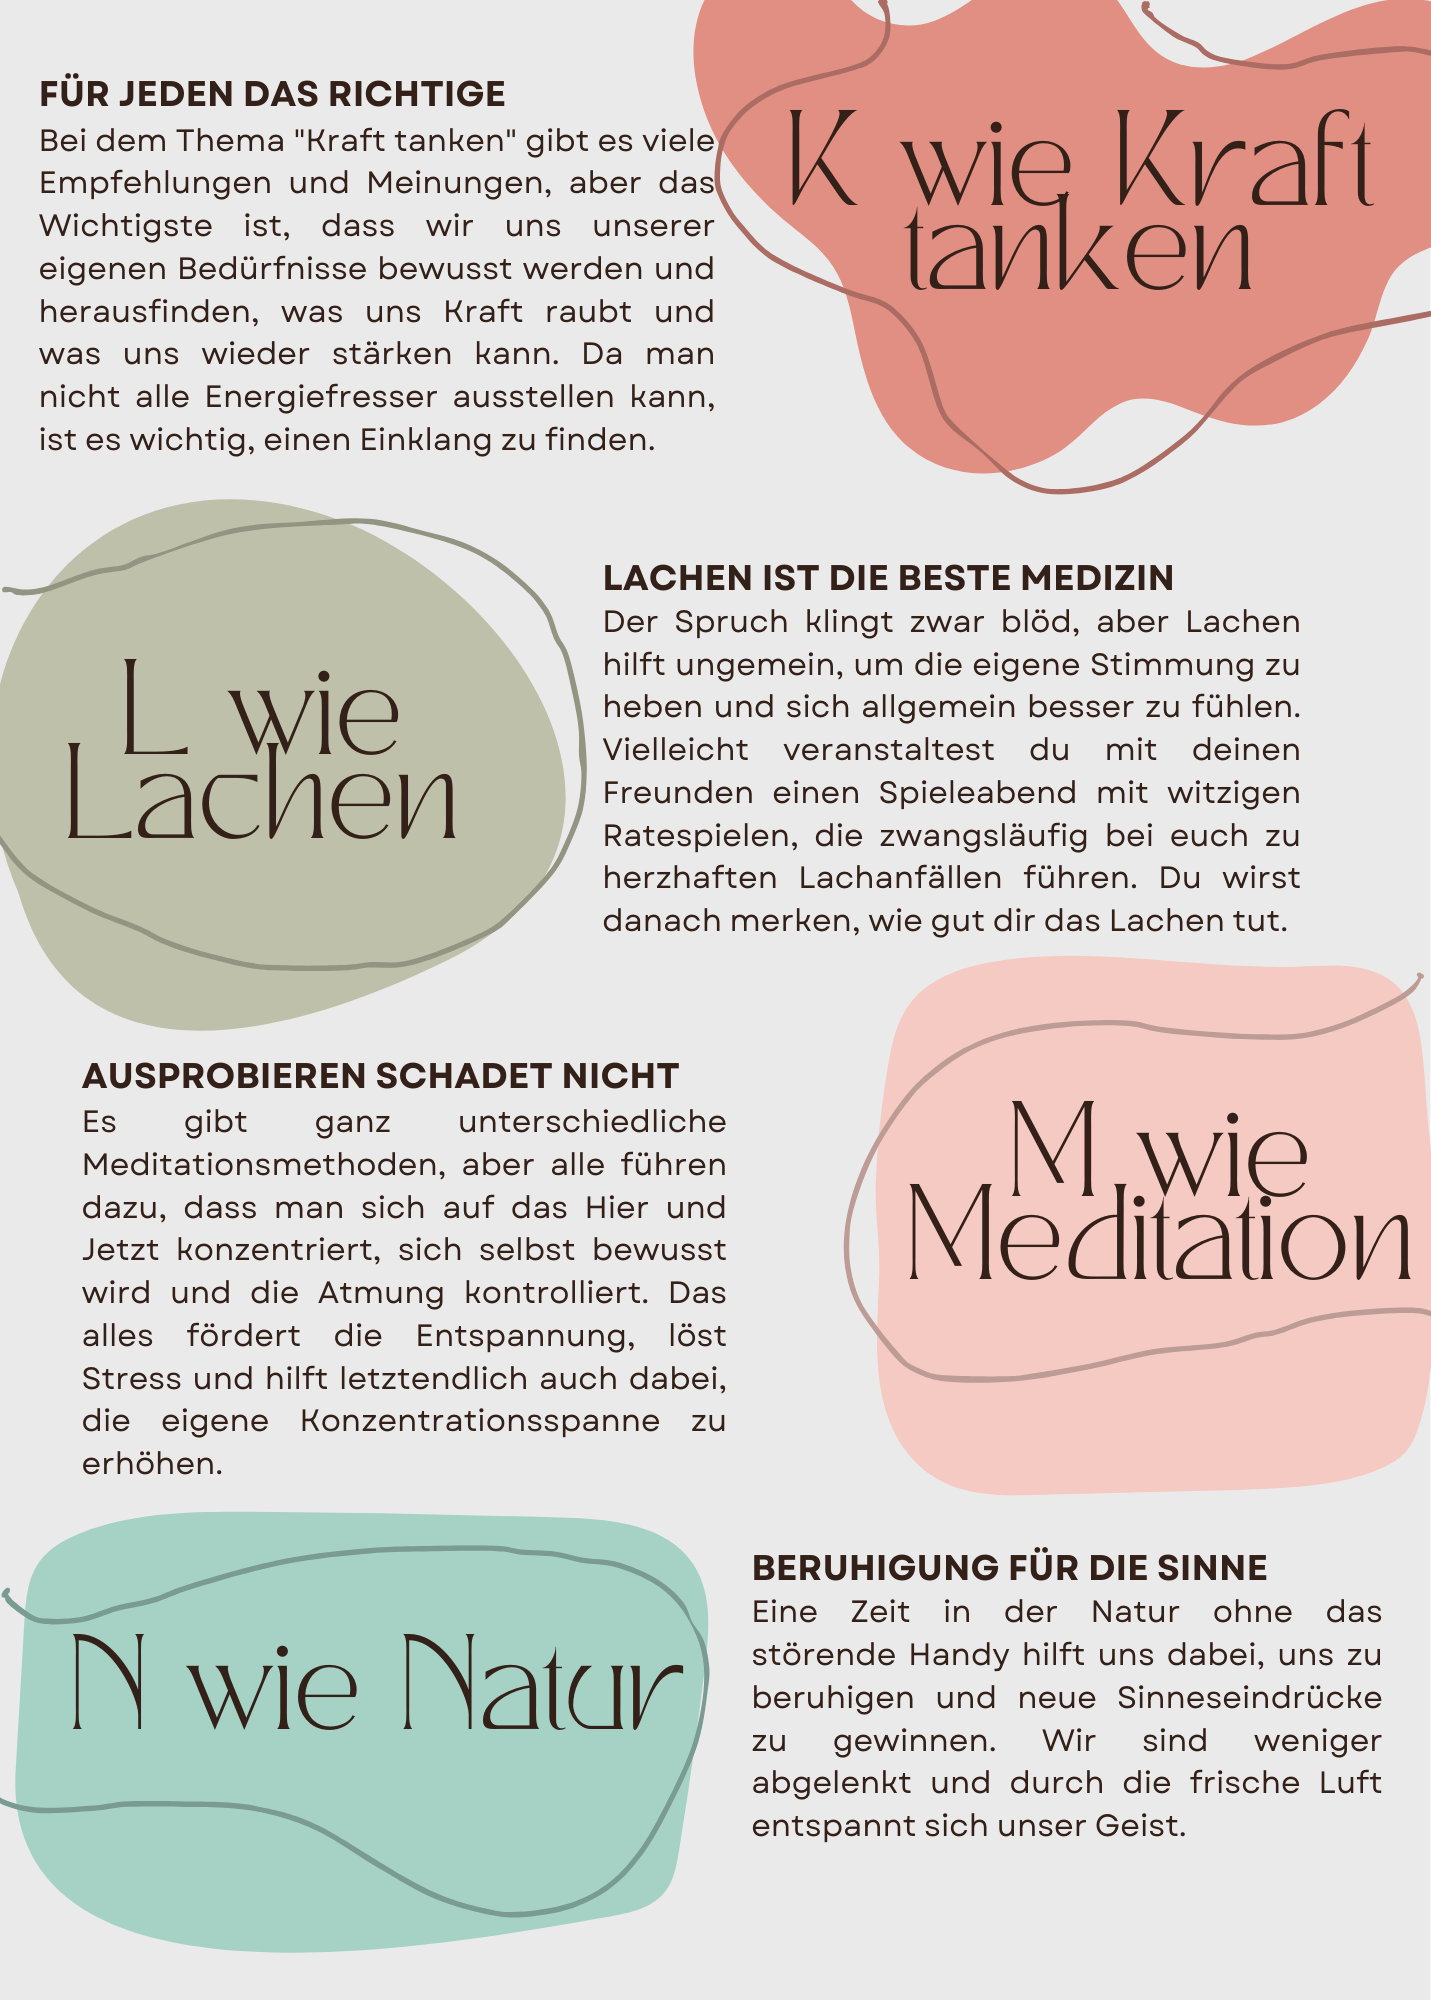 FÜR JEDEN DAS RICHTIGE
Bei dem Thema "Kraft tanken" gibt es viele
Empfehlungen und Meinungen, aber das
Wichtigste ist, dass wir uns unserer
eigenen Bedürfnisse bewusst werden und
herausfinden, was uns Kraft raubt und
was uns wieder stärken kann. Da man
nicht alle Energiefresser ausstellen kann,
ist es wichtig, einen Einklang zu finden.
K wie Kraft
tanken
L wie
Lachen
LACHEN IST DIE BESTE MEDIZIN
Der Spruch klingt zwar blöd, aber Lachen
hilft ungemein, um die eigene Stimmung zu
heben und sich allgemein besser zu fühlen.
Vielleicht veranstaltest du mit deinen
Freunden einen Spieleabend mit witzigen
Ratespielen, die zwangsläufig bei euch zu
herzhaften Lachanfällen führen. Du wirst
danach merken, wie gut dir das Lachen tut.
AUSPROBIEREN SCHADET NICHT
Es gibt ganz unterschiedliche
Meditationsmethoden, aber alle führen
dazu, dass man sich auf das Hier und
Jetzt konzentriert, sich selbst bewusst
wird und die Atmung kontrolliert. Das
alles fördert die Entspannung, löst
Stress und hilft letztendlich auch dabei,
die eigene Konzentrationsspanne zu
erhöhen.
M wie
Meditation
N wie Natur
BERUHIGUNG FÜR DIE SINNE
Eine Zeit in der Natur ohne das
störende Handy hilft uns dabei, uns zu
beruhigen und neue Sinneseindrücke
zu gewinnen. Wir sind weniger
abgelenkt und durch die frische Luft
entspannt sich unser Geist.